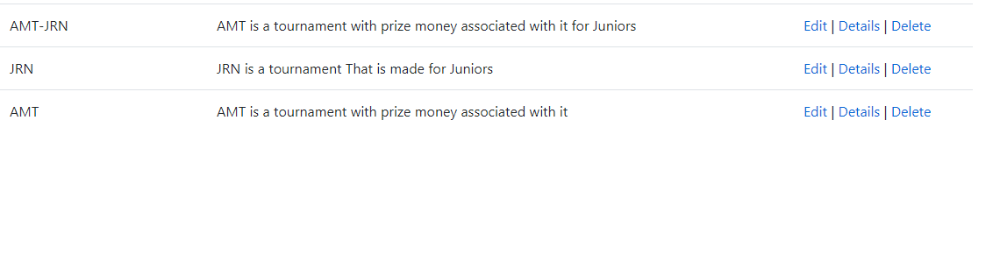 AMT-JRN AMT is a tournament with prize money associated with it for Juniors Edit | Details | Delete
JRN JRN is a tournament That is made for Juniors Edit | Details | Delete
AMT AMT is a tournament with prize money associated with it Edit | Details | Delete